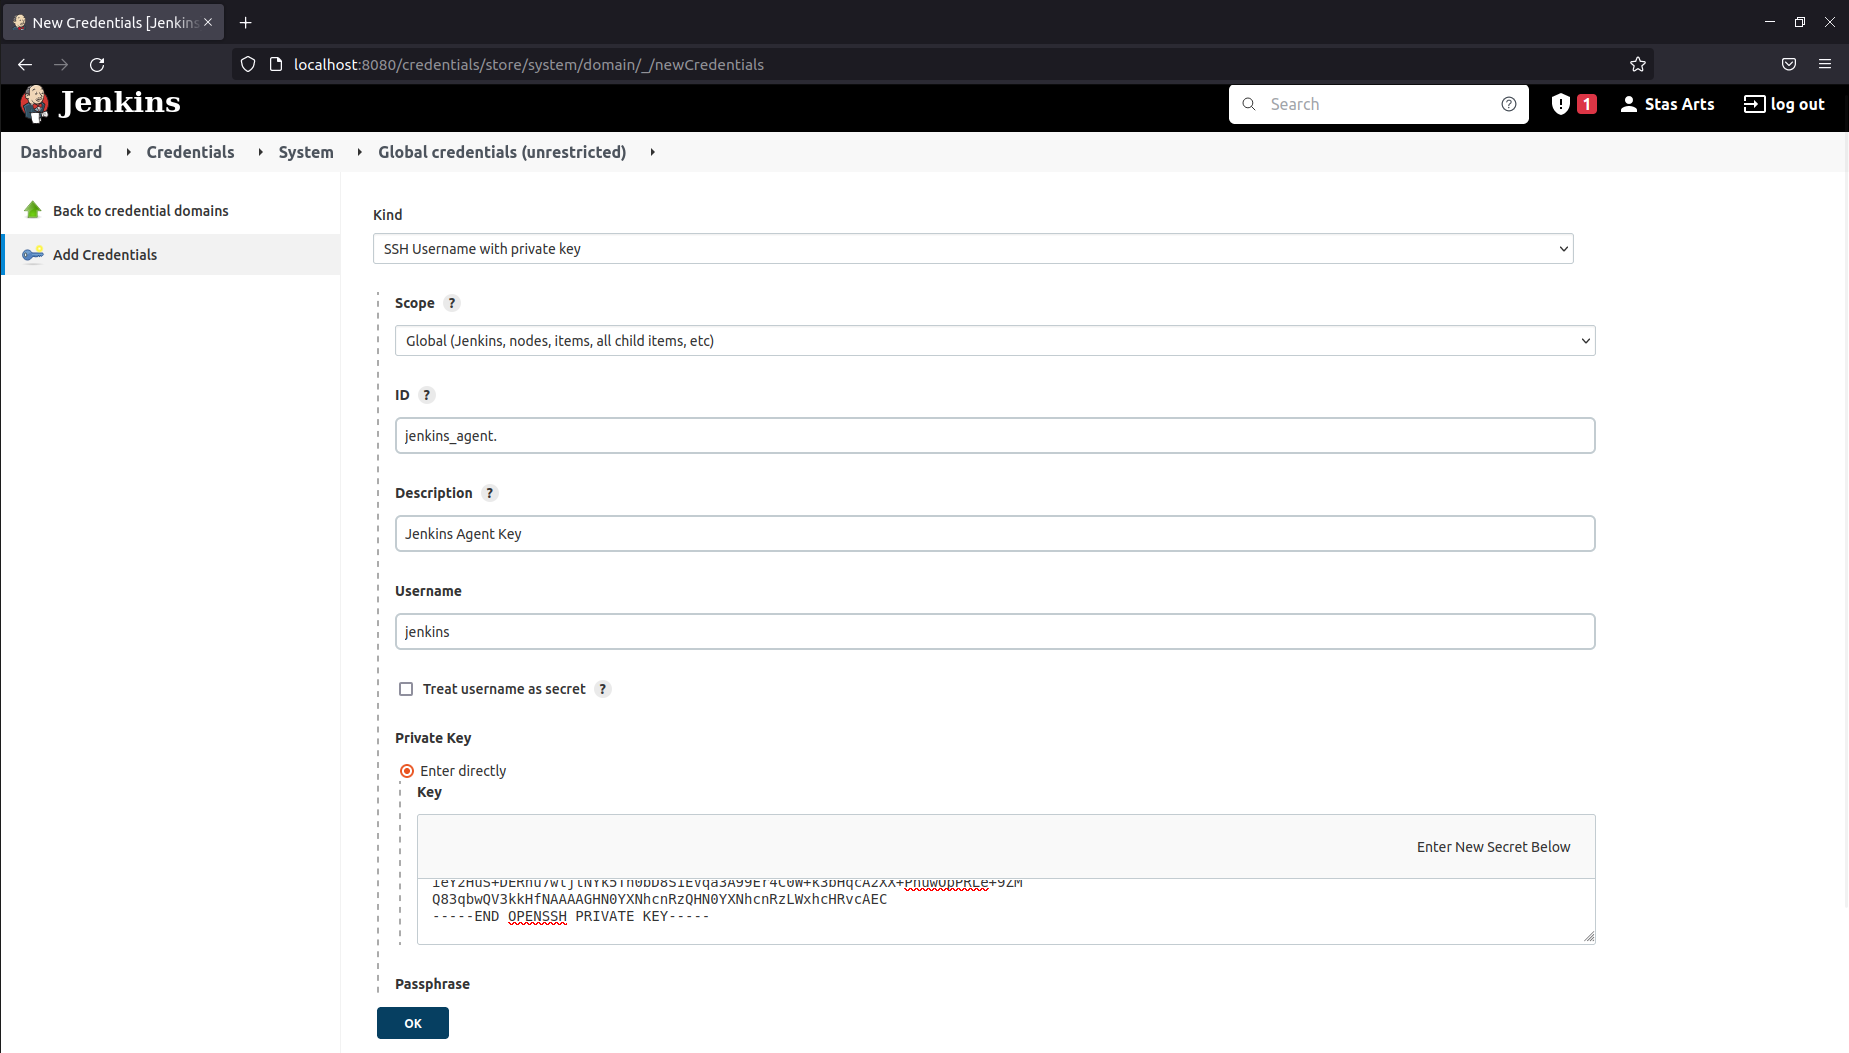 New Credentials [Jenkins
localhost:8080/credentials/store/system/domain/_/newCredentials
Jenkins
Search
1
Stas Arts
log out
Dashboard
Credentials
System
Global credentials (unrestricted)
Back to credential domains
Add Credentials
Kind
SSH Username with private key
Scope ?
Global (Jenkins, nodes, items, all child items, etc)
ID ?
jenkins_agent.
Description ?
Jenkins Agent Key
Username
jenkins
Treat username as secret ?
Private Key
Enter directly
Key
Enter New Secret Below
Q83qbwQV3kkHfNAAAAGHN0YXNhcnRzQHN0YXNhcnRzLWxhcHRvcAEC
-----END OPENSSH PRIVATE KEY-----
Passphrase
OK